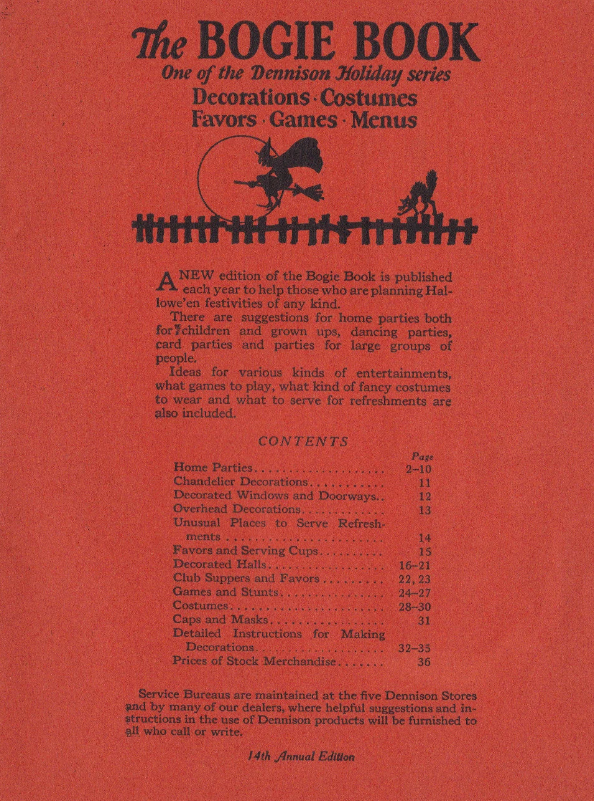 The BOGIE BOOK
One of the Dennison Holiday series
Decorations · Costumes
Favors · Games · Menus
A NEW edition of the Bogie Book is published
each year to help those who are planning Hal-
lowe'en festivities of any kind.
There are suggestions for home parties both
for children and grown ups, dancing parties,
card parties and parties for large groups of
people.
Ideas for various kinds of entertainments,
what games to play, what kind of fancy costumes
to wear and what to serve for refreshments are
also included.
CONTENTS
Page
Home Parties................... 2–10
Chandelier Decorations........... 11
Decorated Windows and Doorways.. 12
Overhead Decorations............ 13
Unusual Places to Serve Refresh-
ments ....................... 14
Favors and Serving Cups.......... 15
Decorated Halls................. 16–21
Club Suppers and Favors ......... 22, 23
Games and Stunts............... 24–27
Costumes...................... 28–30
Caps and Masks................. 31
Detailed Instructions for Making
Decorations................... 32–35
Prices of Stock Merchandise....... 36
Service Bureaus are maintained at the five Dennison Stores
and by many of our dealers, where helpful suggestions and in-
structions in the use of Dennison products will be furnished to
all who call or write.
14th Annual Edition